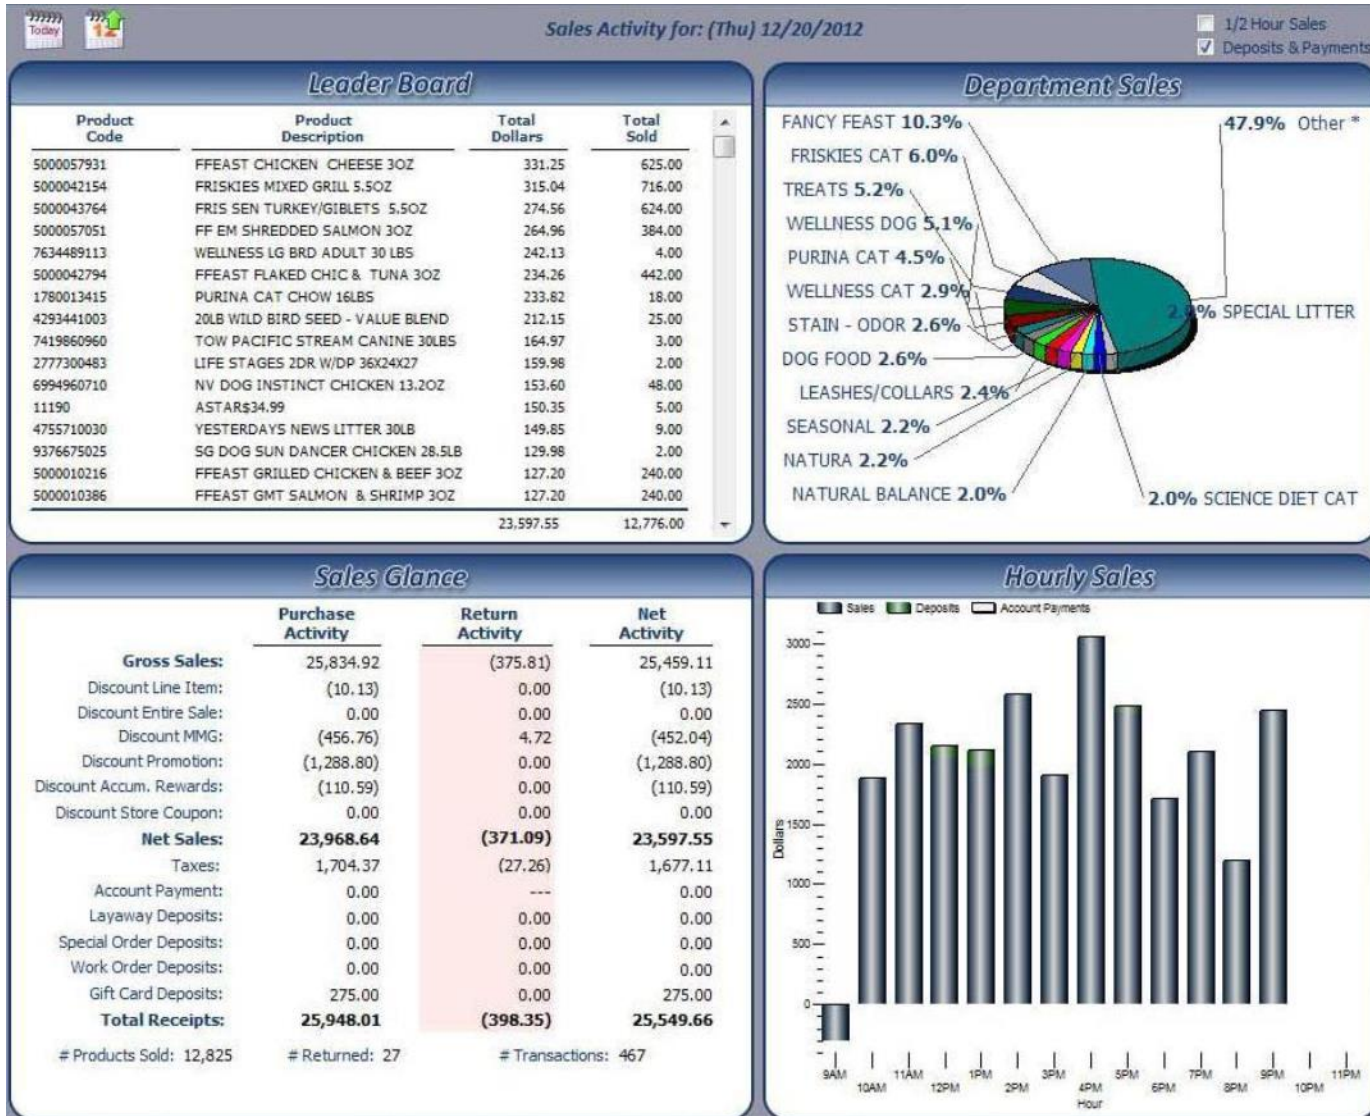 Today
12
Sales Activity for: (Thu) 12/20/2012
1/2 Hour Sales
Deposits & Payments
Leader Board
Product Code Product Description Total Dollars Total Sold
5000057931 FFEAST CHICKEN CHEESE 3OZ 331.25 625.00
5000042154 FRISKIES MIXED GRILL 5.5OZ 315.04 716.00
5000043764 FRIS SEN TURKEY/GIBLETS 5.5OZ 274.56 624.00
5000057051 FF EM SHREDDED SALMON 3OZ 264.96 384.00
7634489113 WELLNESS LG BRD ADULT 30 LBS 242.13 4.00
5000042794 FFEAST FLAKED CHIC & TUNA 3OZ 234.26 442.00
1780013415 PURINA CAT CHOW 16LBS 233.82 18.00
4293441003 20LB WILD BIRD SEED - VALUE BLEND 212.15 25.00
7419860960 TOW PACIFIC STREAM CANINE 30LBS 164.97 3.00
2777300483 LIFE STAGES 2DR W/DP 36X24X27 159.98 2.00
6994960710 NV DOG INSTINCT CHICKEN 13.2OZ 153.60 48.00
11190 ASTAR$34.99 150.35 5.00
4755710030 YESTERDAYS NEWS LITTER 30LB 149.85 9.00
9376675025 SG DOG SUN DANCER CHICKEN 28.5LB 129.98 2.00
5000010216 FFEAST GRILLED CHICKEN & BEEF 3OZ 127.20 240.00
5000010386 FFEAST GMT SALMON & SHRIMP 3OZ 127.20 240.00
23,597.55 12,776.00
Department Sales
FANCY FEAST 10.3%
47.9% Other *
FRISKIES CAT 6.0%
TREATS 5.2%
WELLNESS DOG 5.1%
PURINA CAT 4.5%
WELLNESS CAT 2.9%
2.0% SPECIAL LITTER
STAIN - ODOR 2.6%
DOG FOOD 2.6%
LEASHES/COLLARS 2.4%
SEASONAL 2.2%
NATURA 2.2%
NATURAL BALANCE 2.0%
2.0% SCIENCE DIET CAT
Sales Glance
Purchase Activity Return Activity Net Activity
Gross Sales: 25,834.92 (375.81) 25,459.11
Discount Line Item: (10.13) 0.00 (10.13)
Discount Entire Sale: 0.00 0.00 0.00
Discount MMG: (456.76) 4.72 (452.04)
Discount Promotion: (1,288.80) 0.00 (1,288.80)
Discount Accum. Rewards: (110.59) 0.00 (110.59)
Discount Store Coupon: 0.00 0.00 0.00
Net Sales: 23,968.64 (371.09) 23,597.55
Taxes: 1,704.37 (27.26) 1,677.11
Account Payment: 0.00 --- 0.00
Layaway Deposits: 0.00 0.00 0.00
Special Order Deposits: 0.00 0.00 0.00
Work Order Deposits: 0.00 0.00 0.00
Gift Card Deposits: 275.00 0.00 275.00
Total Receipts: 25,948.01 (398.35) 25,549.66
# Products Sold: 12,825 # Returned: 27 # Transactions: 467
Hourly Sales
Sales Deposits Account Payments
3000
2500
2000
1500
1000
500
0
Dollars
9AM 10AM 11AM 12PM 1PM 2PM 3PM 4PM 5PM 6PM 7PM 8PM 9PM 10PM 11PM
Hour